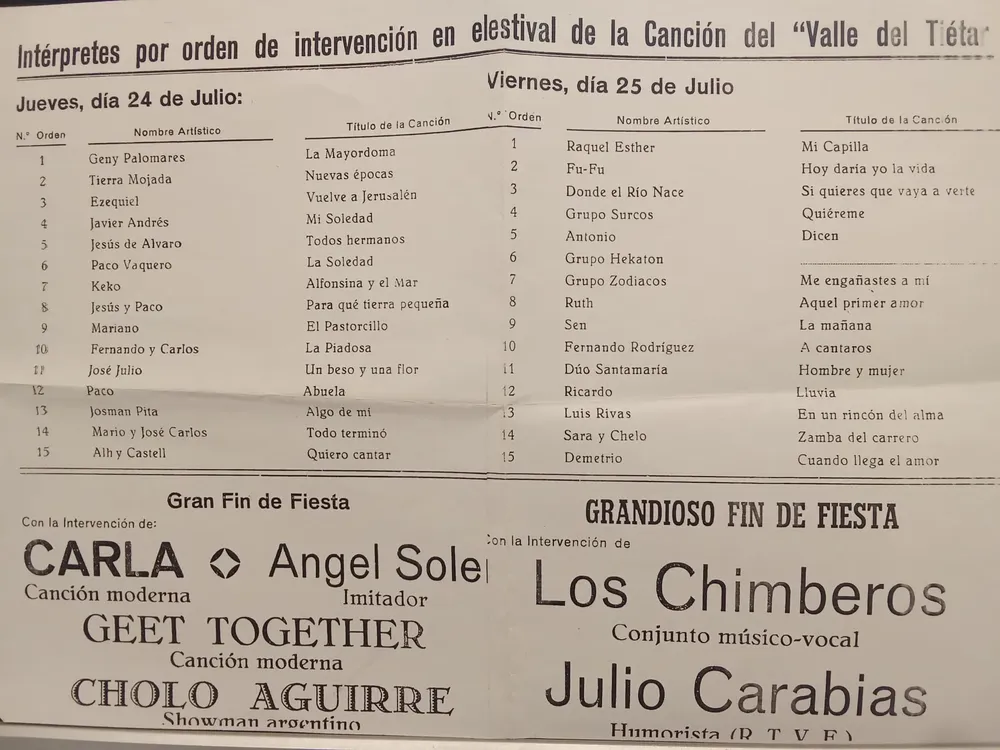 Intérpretes por orden de intervención en elestival de la Canción del “Valle del Tiétar
Jueves, día 24 de Julio:
N.º Orden Nombre Artístico Título de la Canción
1 Geny Palomares La Mayordoma
2 Tierra Mojada Nuevas épocas
3 Ezequiel Vuelve a Jerusalén
4 Javier Andrés Mi Soledad
5 Jesús de Alvaro Todos hermanos
6 Paco Vaquero La Soledad
7 Keko Alfonsina y el Mar
8 Jesús y Paco Para qué tierra pequeña
9 Mariano El Pastorcillo
10 Fernando y Carlos La Piadosa
11 José Julio Un beso y una flor
12 Paco Abuela
13 Josman Pita Algo de mí
14 Mario y José Carlos Todo terminó
15 Alh y Castell Quiero cantar
Gran Fin de Fiesta
Con la Intervención de:
CARLA Angel Sole
Canción moderna Imitador
GEET TOGETHER
Canción moderna
CHOLO AGUIRRE
Showman argentino
Viernes, día 25 de Julio
N.º Orden Nombre Artístico Título de la Canción
1 Raquel Esther Mi Capilla
2 Fu-Fu Hoy daría yo la vida
3 Donde el Río Nace Si quieres que vaya a verte
4 Grupo Surcos Quiéreme
5 Antonio Dicen
6 Grupo Hekaton
7 Grupo Zodiacos Me engañastes a mí
8 Ruth Aquel primer amor
9 Sen La mañana
10 Fernando Rodríguez A cantaros
11 Dúo Santamaría Hombre y mujer
12 Ricardo Lluvia
13 Luis Rivas En un rincón del alma
14 Sara y Chelo Zamba del carrero
15 Demetrio Cuando llega el amor
GRANDIOSO FIN DE FIESTA
Con la Intervención de
Los Chimberos
Conjunto músico-vocal
Julio Carabias
Humorista (R T V E)